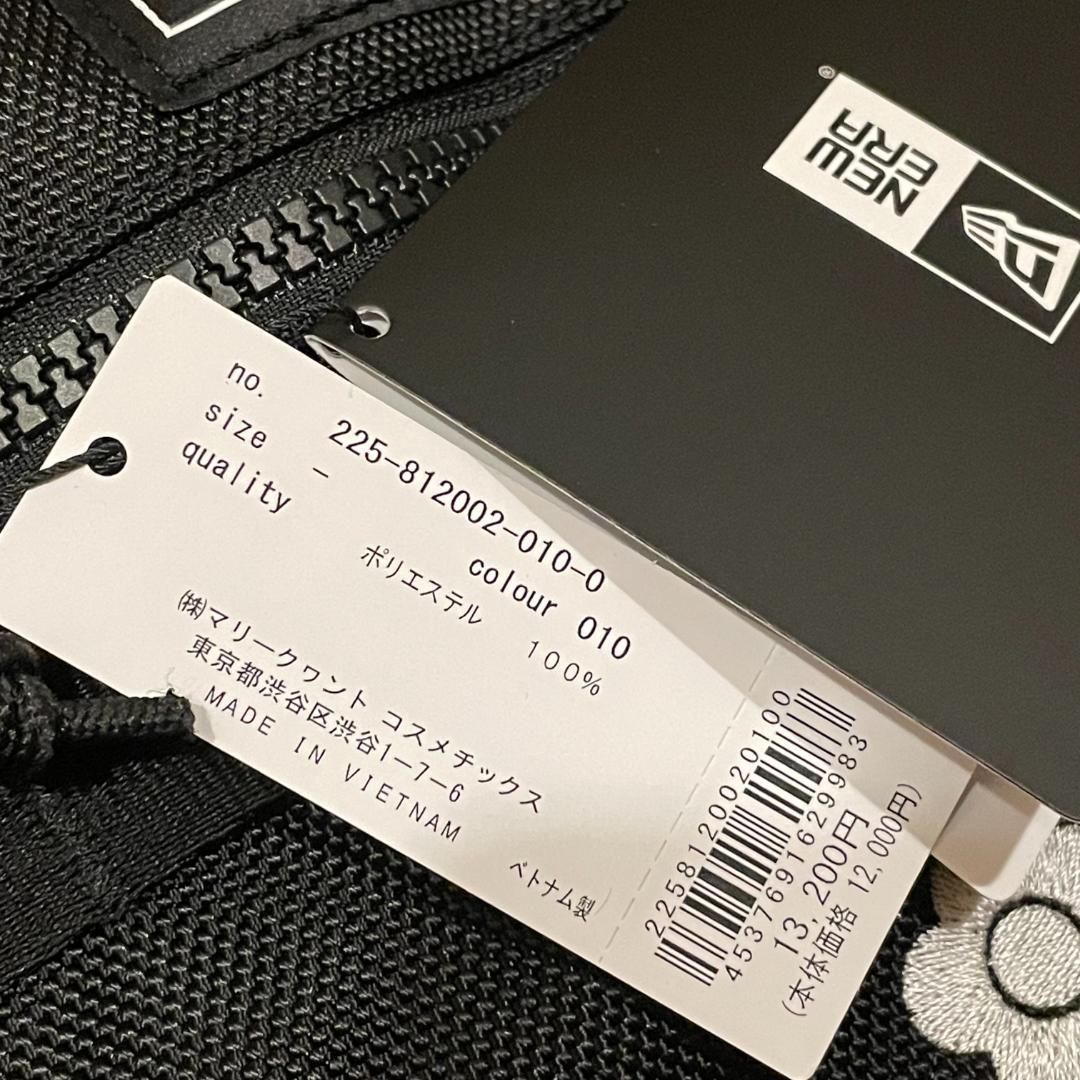 NEW
ERA
®
no. 225-812002-010-0
size - colour 010
quality
ポリエステル 100%
㈱マリークヮント コスメチックス
東京都渋谷区渋谷1-7-6
MADE IN VIETNAM
ベトナム製
2258120020100
4537691629983
13,200円
(本体価格 12,000円)